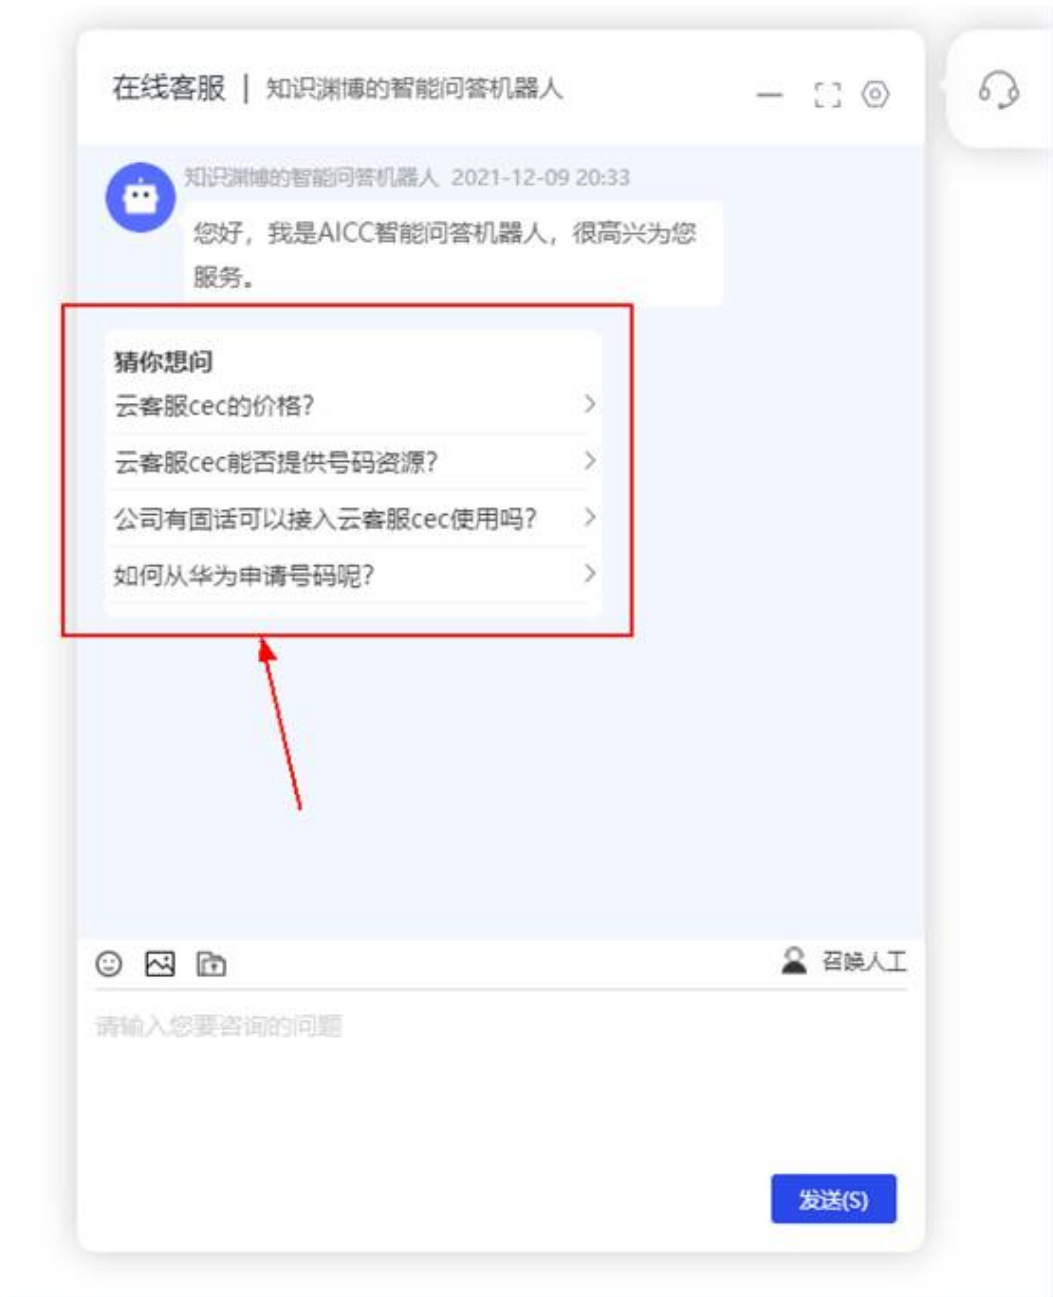 在线客服 | 知识渊博的智能问答机器人
知识渊博的智能问答机器人 2021-12-09 20:33
您好，我是AICC智能问答机器人，很高兴为您
服务。
猜你想问
云客服cec的价格?
云客服cec能否提供号码资源?
公司有固话可以接入云客服cec使用吗?
如何从华为申请号码呢?
召唤人工
请输入您要咨询的问题
发送(S)